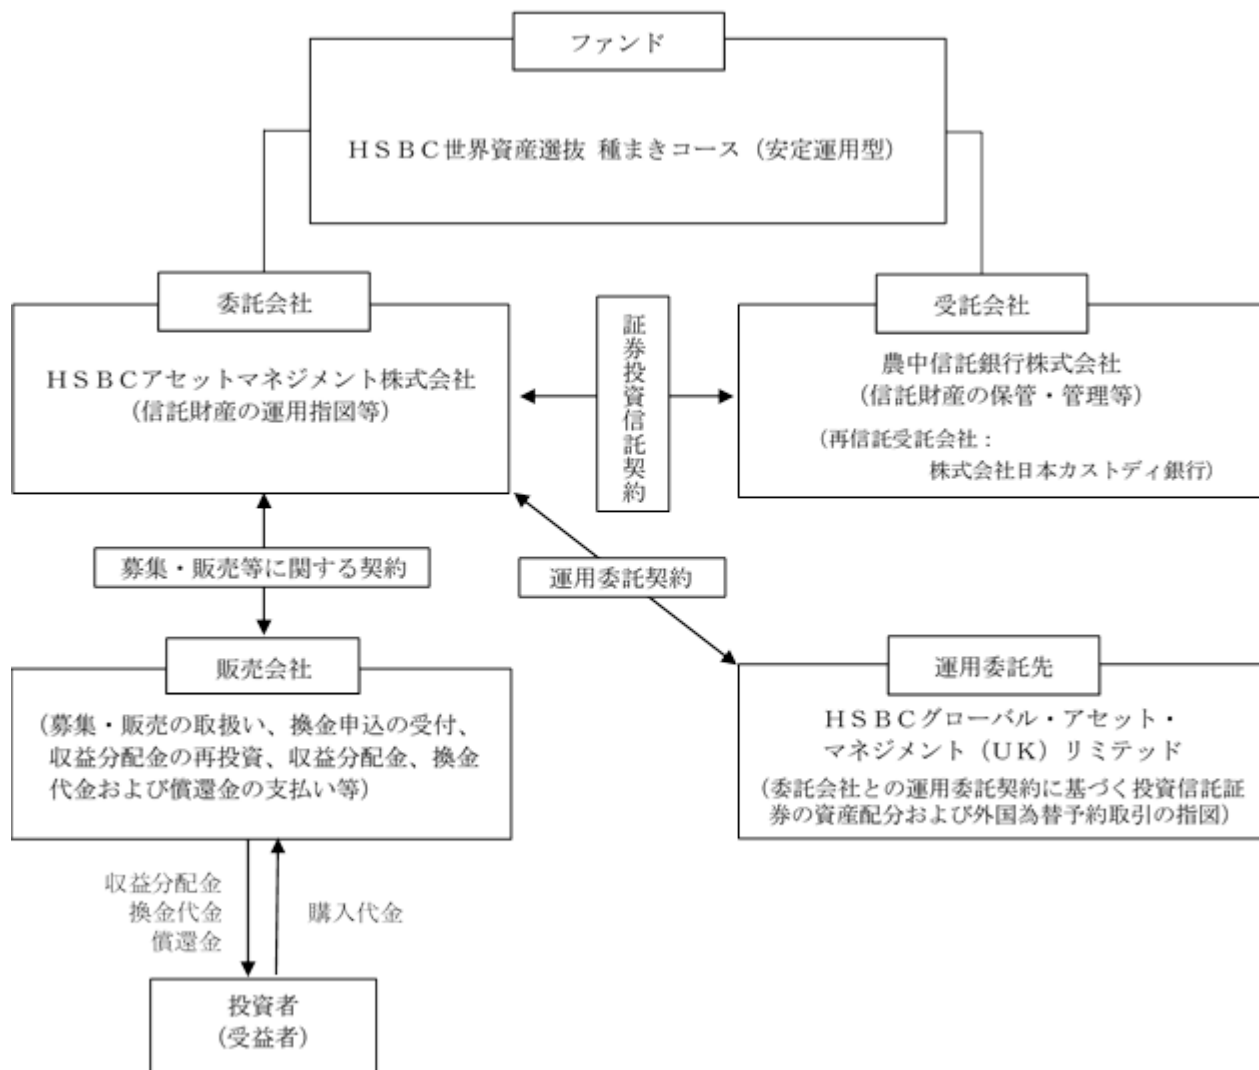 ファンド
ＨＳＢＣ世界資産選抜 種まきコース（安定運用型）
委託会社
ＨＳＢＣアセットマネジメント株式会社
（信託財産の運用指図等）
証券投資信託契約
受託会社
農中信託銀行株式会社
（信託財産の保管・管理等）
（再信託受託会社：
株式会社日本カストディ銀行）
募集・販売等に関する契約
運用委託契約
販売会社
（募集・販売の取扱い、換金申込の受付、
収益分配金の再投資、収益分配金、換金
代金および償還金の支払い等）
運用委託先
ＨＳＢＣグローバル・アセット・
マネジメント（ＵＫ）リミテッド
（委託会社との運用委託契約に基づく投資信託証
券の資産配分および外国為替予約取引の指図）
収益分配金
換金代金
償還金
購入代金
投資者
（受益者）